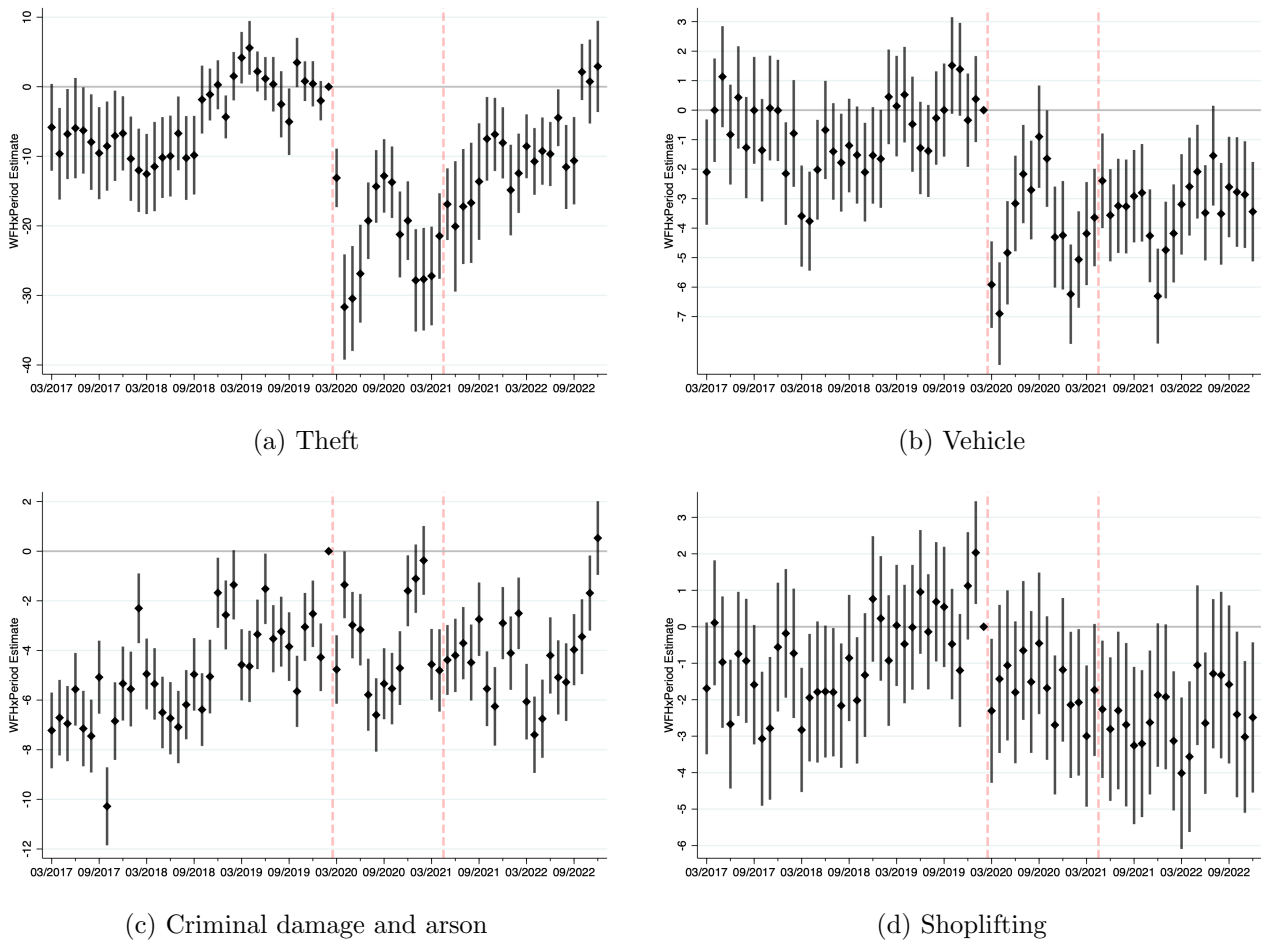 10
0
-10
-20
-30
-40
WFHxPeriod Estimate
03/2017 09/2017 03/2018 09/2018 03/2019 09/2019 03/2020 09/2020 03/2021 09/2021 03/2022 09/2022
(a) Theft
3
2
1
0
-1
-2
-3
-4
-5
-6
-7
WFHxPeriod Estimate
03/2017 09/2017 03/2018 09/2018 03/2019 09/2019 03/2020 09/2020 03/2021 09/2021 03/2022 09/2022
(b) Vehicle
2
0
-2
-4
-6
-8
-10
-12
WFHxPeriod Estimate
03/2017 09/2017 03/2018 09/2018 03/2019 09/2019 03/2020 09/2020 03/2021 09/2021 03/2022 09/2022
(c) Criminal damage and arson
3
2
1
0
-1
-2
-3
-4
-5
-6
WFHxPeriod Estimate
03/2017 09/2017 03/2018 09/2018 03/2019 09/2019 03/2020 09/2020 03/2021 09/2021 03/2022 09/2022
(d) Shoplifting